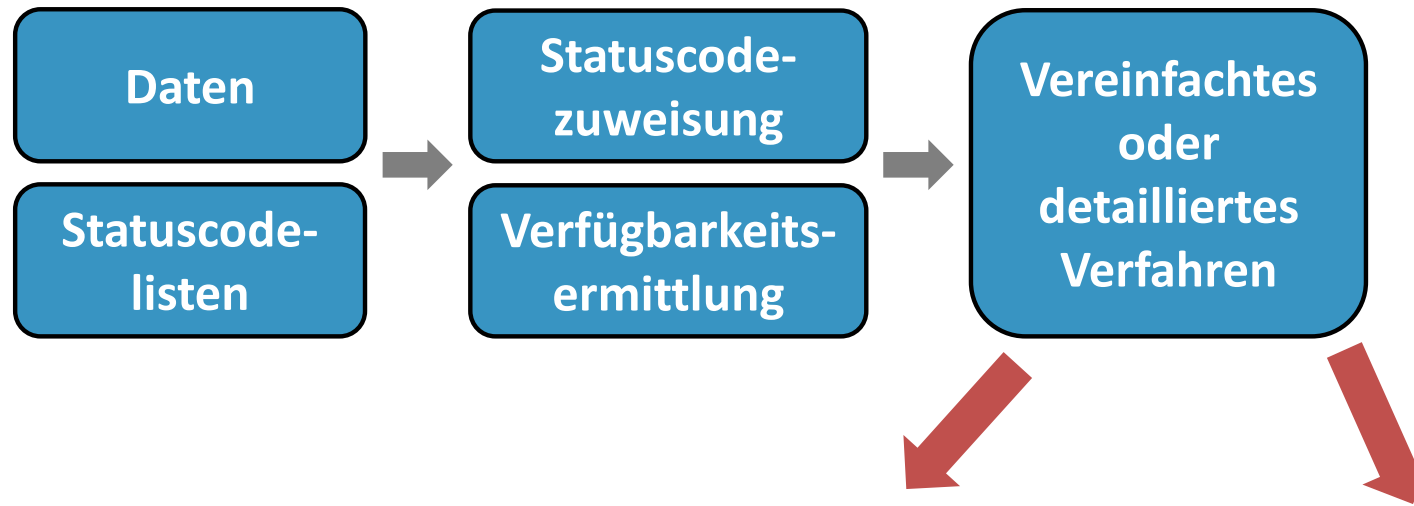 Daten
Statuscode-
listen
Statuscode-
zuweisung
Verfügbarkeits-
ermittlung
Vereinfachtes
oder
detailliertes
Verfahren